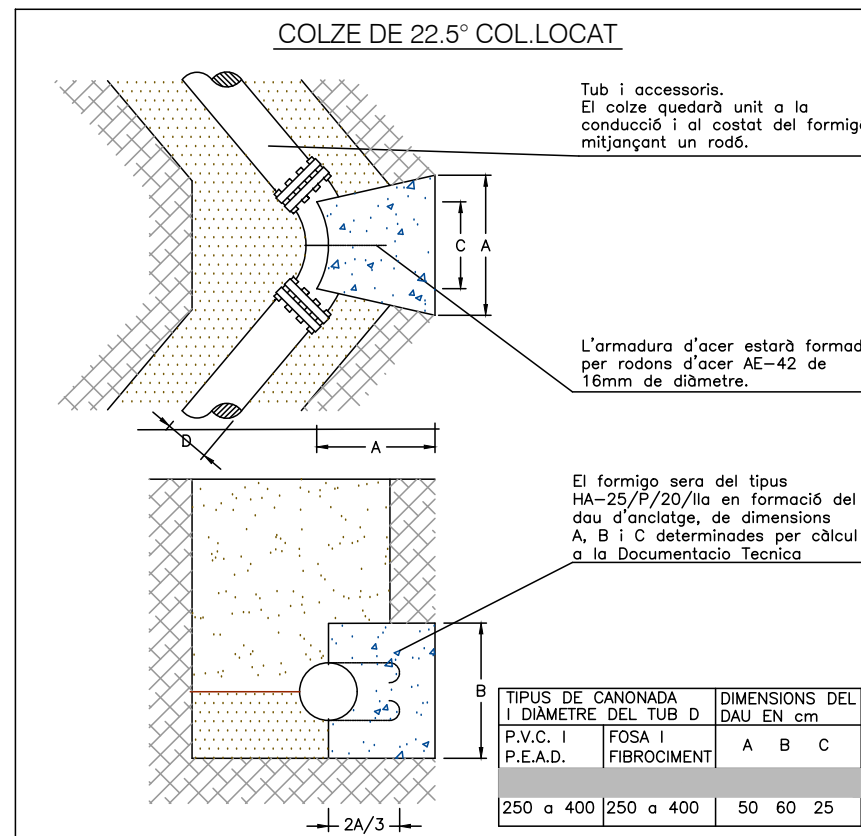 COLZE DE 22.5° COL.LOCAT
Tub i accessoris.
El colze quedarà unit a la
conducció i al costat del formigo
mitjançant un rodó.
C A
L'armadura d'acer estarà formad
per rodons d'acer AE-42 de
16mm de diàmetre.
D
A
El formigo sera del tipus
HA-25/P/20/IIa en formació del
dau d'anclatge, de dimensions
A, B i C determinades per càlcul
a la Documentacio Tecnica
B
TIPUS DE CANONADA
I DIÀMETRE DEL TUB D
DIMENSIONS DEL
DAU EN cm
P.V.C. I
P.E.A.D.
FOSA I
FIBROCIMENT
A B C
250 a 400 250 a 400 50 60 25
2A/3